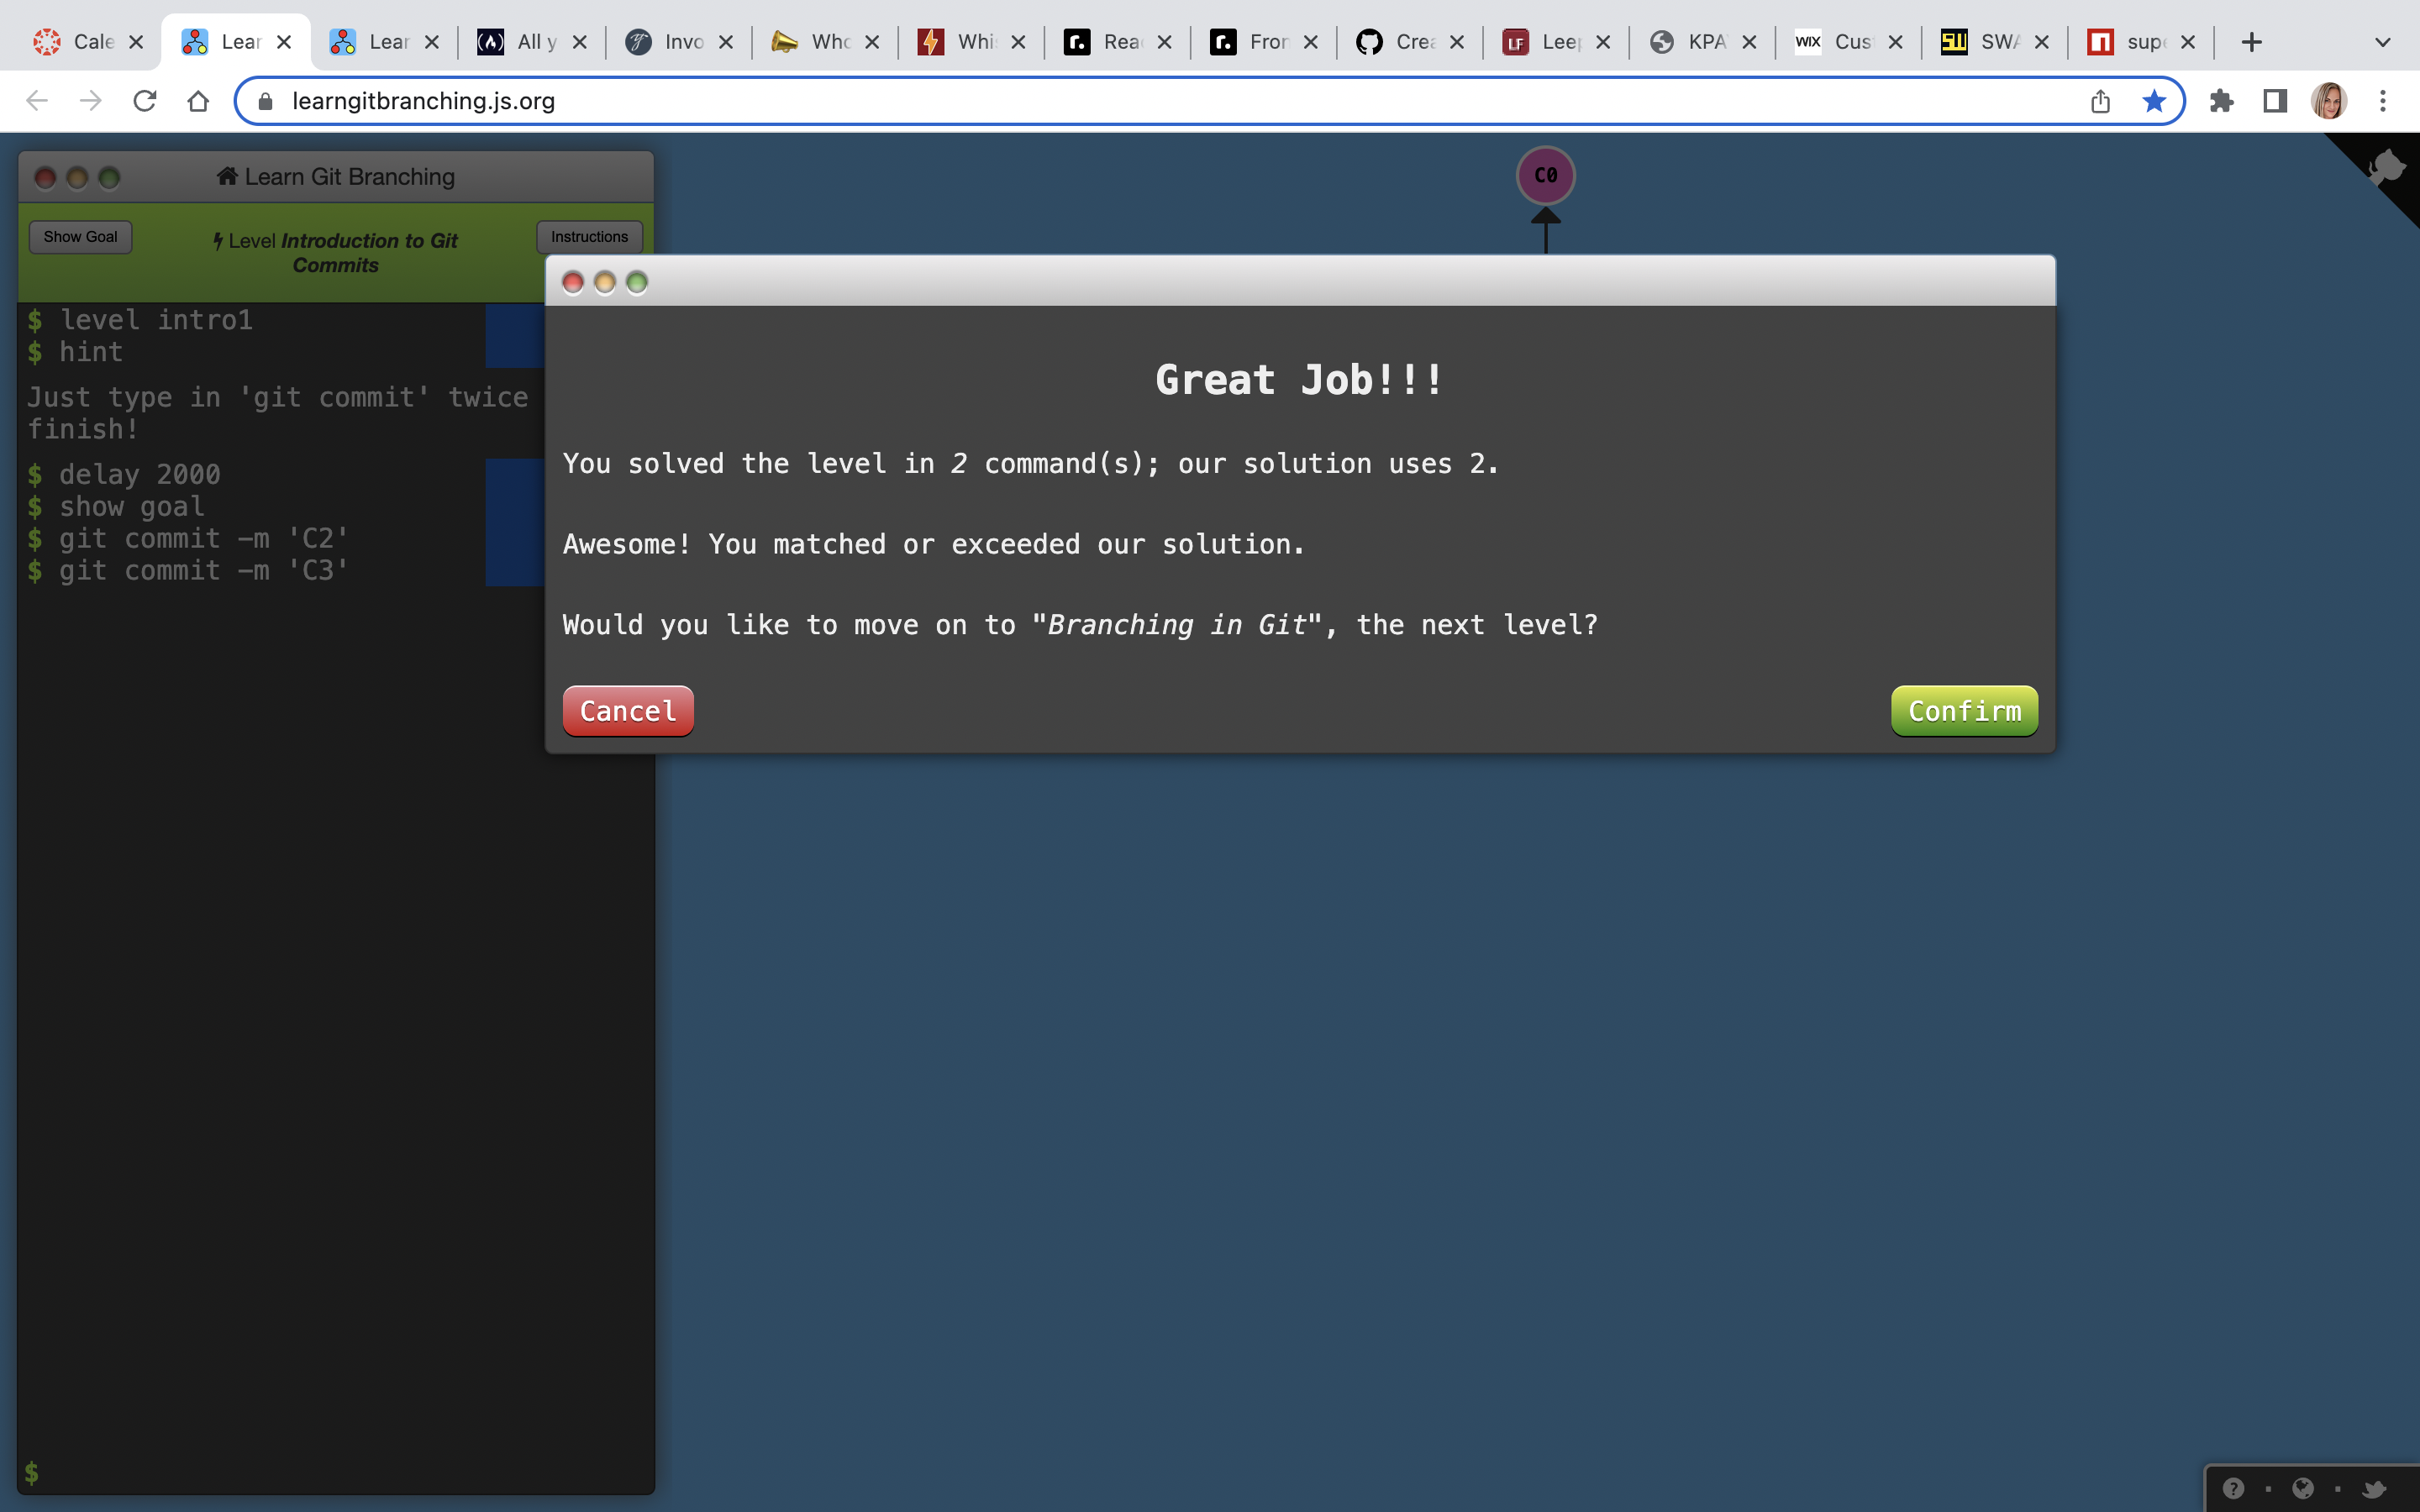 Cale
Lear
Lear
All y
Invo
Who
Whi
Rea
Fron
Crea
Leep
KPA
WIX Cus
SWA
sup
learngitbranching.js.org
Learn Git Branching
Show Goal
Level Introduction to Git
Commits
Instructions
$ level intro1
$ hint
Just type in 'git commit' twice
finish!
$ delay 2000
$ show goal
$ git commit -m 'C2'
$ git commit -m 'C3'
$
C0
Great Job!!!
You solved the level in 2 command(s); our solution uses 2.
Awesome! You matched or exceeded our solution.
Would you like to move on to "Branching in Git", the next level?
Cancel
Confirm